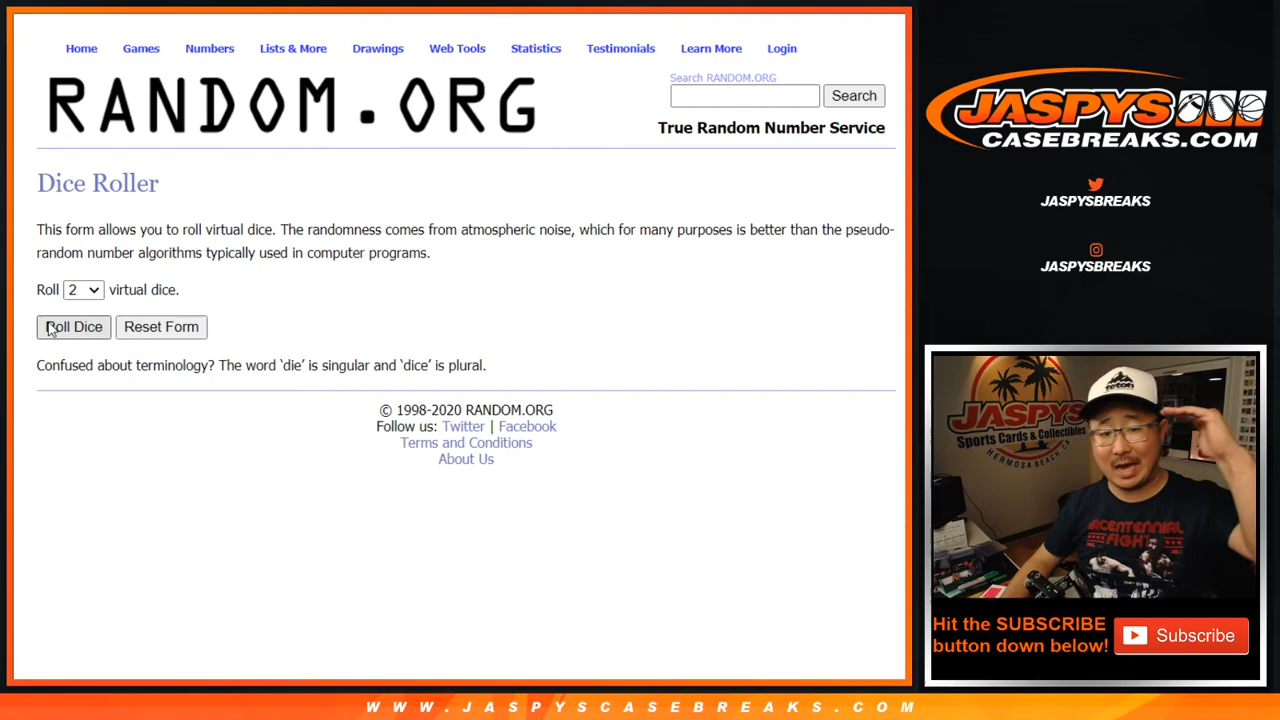 Home Games Numbers Lists & More Drawings Web Tools Statistics Testimonials Learn More Login
RANDOM.ORG
Search RANDOM.ORG
Search
True Random Number Service
Dice Roller
This form allows you to roll virtual dice. The randomness comes from atmospheric noise, which for many purposes is better than the pseudo-
random number algorithms typically used in computer programs.
Roll 2 virtual dice.
Roll Dice Reset Form
Confused about terminology? The word ‘die’ is singular and ‘dice’ is plural.
© 1998-2020 RANDOM.ORG
Follow us: Twitter | Facebook
Terms and Conditions
About Us
JASPYS
CASEBREAKS.COM
JASPYSBREAKS
JASPYSBREAKS
JASPYS
Sports Cards & Collectibles
HERMOSA BEACH, CA
TETON
BICENTENNIAL
FIGHT
Hit the SUBSCRIBE
button down below!
Subscribe
WWW.JASPYSCASEBREAKS.COM